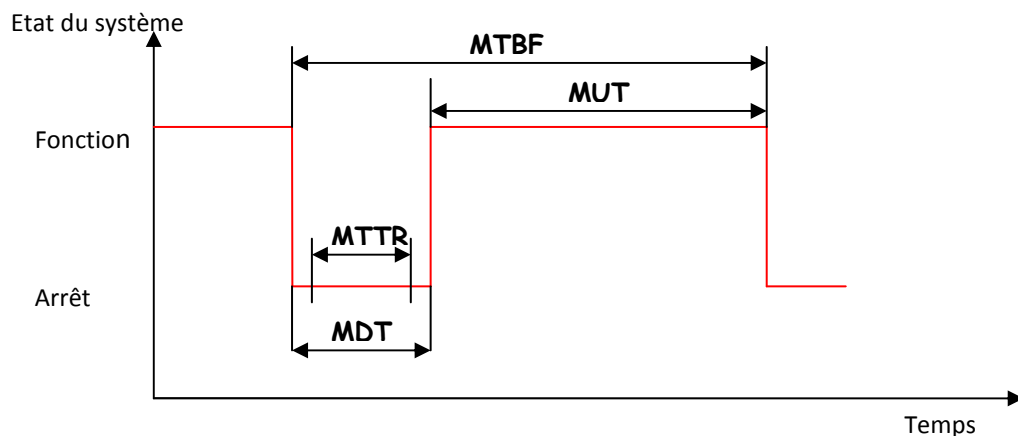 Etat du système
MTBF
MUT
Fonction
MTTR
Arrêt
MDT
Temps